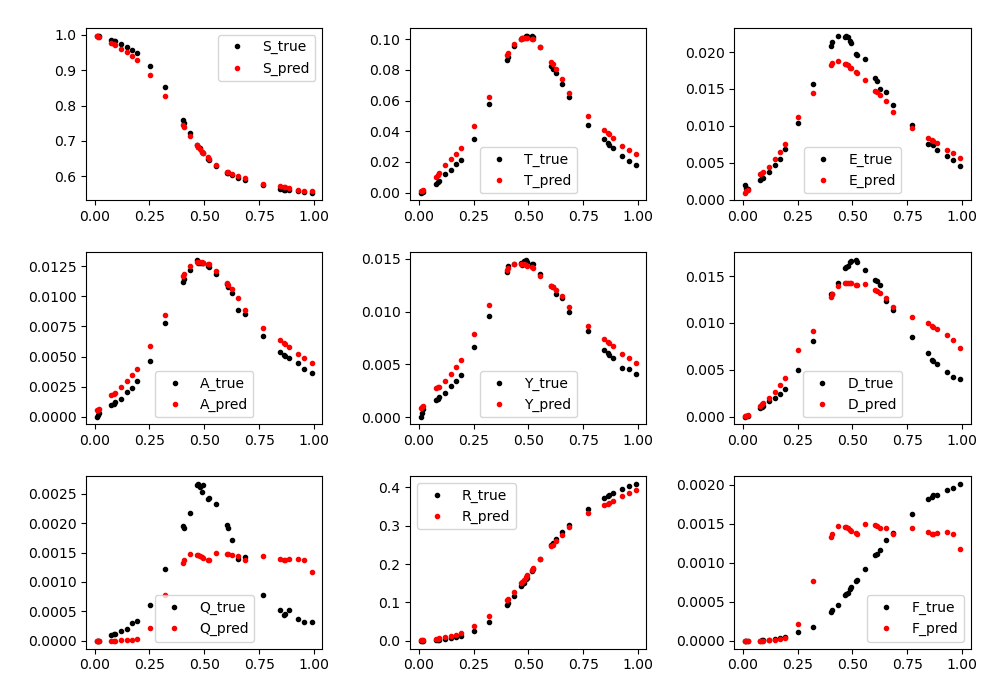 1.0
0.9
0.8
0.7
0.6
0.00 0.25 0.50 0.75 1.00
S_true
S_pred
0.10
0.08
0.06
0.04
0.02
0.00
0.00 0.25 0.50 0.75 1.00
T_true
T_pred
0.020
0.015
0.010
0.005
0.000
0.00 0.25 0.50 0.75 1.00
E_true
E_pred
0.0125
0.0100
0.0075
0.0050
0.0025
0.0000
0.00 0.25 0.50 0.75 1.00
A_true
A_pred
0.015
0.010
0.005
0.000
0.00 0.25 0.50 0.75 1.00
Y_true
Y_pred
0.015
0.010
0.005
0.000
0.00 0.25 0.50 0.75 1.00
D_true
D_pred
0.0025
0.0020
0.0015
0.0010
0.0005
0.0000
0.00 0.25 0.50 0.75 1.00
Q_true
Q_pred
0.4
0.3
0.2
0.1
0.0
0.00 0.25 0.50 0.75 1.00
R_true
R_pred
0.0020
0.0015
0.0010
0.0005
0.0000
0.00 0.25 0.50 0.75 1.00
F_true
F_pred